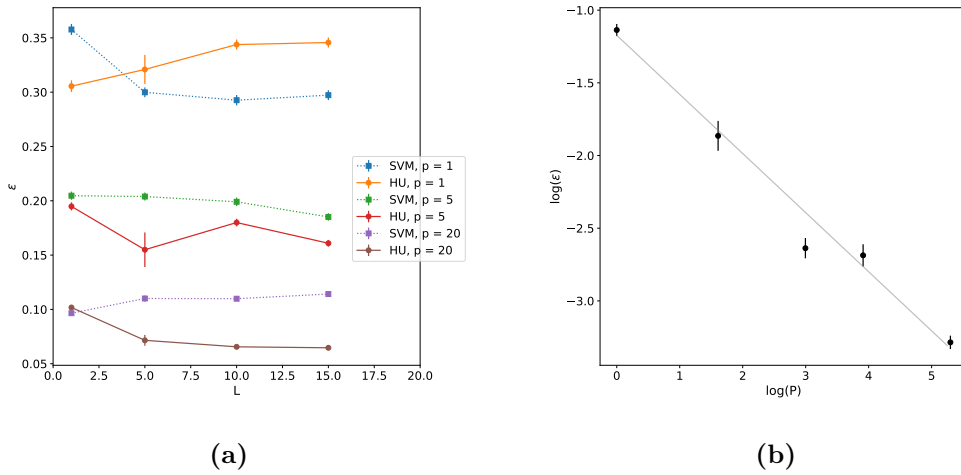 0.35
0.30
0.25
0.20
0.15
0.10
0.05
ε
0.0 2.5 5.0 7.5 10.0 12.5 15.0 17.5 20.0
L
SVM, p = 1
HU, p = 1
SVM, p = 5
HU, p = 5
SVM, p = 20
HU, p = 20
(a)
−1.0
−1.5
−2.0
−2.5
−3.0
log(ε)
0 1 2 3 4 5
log(P)
(b)